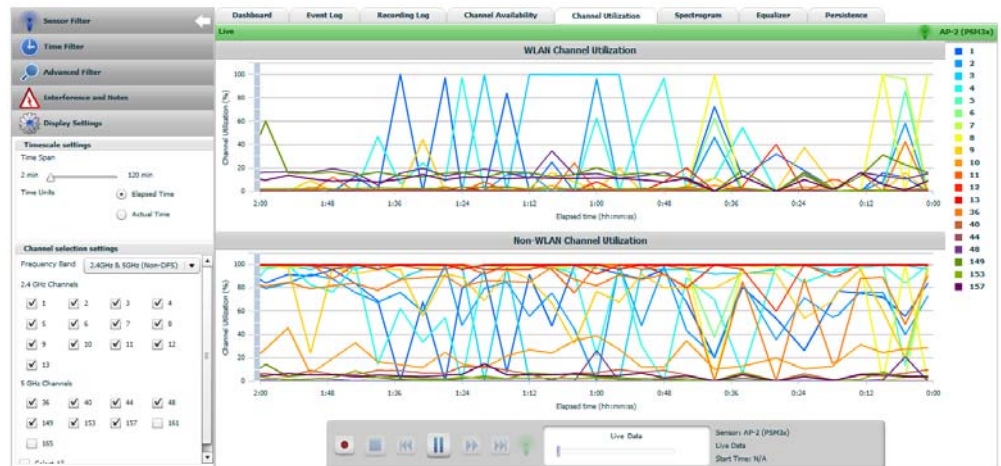 Sensor Filter
Time Filter
Advanced Filter
Interference and Notes
Display Settings
Timescale settings
Time Span
2 min 120 min
Time Units Elapsed Time
Actual Time
Channel selection settings
Frequency Band 2.4GHz & 5GHz (Non-DFS)
2.4 GHz Channels
1 2 3 4
5 6 7 8
9 10 11 12
13
5 GHz Channels
36 40 44 48
149 153 157 161
165
Select All
Dashboard Event Log Recording Log Channel Availability Channel Utilization Spectrogram Equalizer Persistence
Live AP-2 (PSM3x)
WLAN Channel Utilization
Channel Utilization (%)
100
80
60
40
20
0
2:00 1:48 1:36 1:24 1:12 1:00 0:48 0:36 0:24 0:12 0:00
Elapsed time (hh:mm:ss)
Non-WLAN Channel Utilization
Channel Utilization (%)
100
80
60
40
20
0
2:00 1:48 1:36 1:24 1:12 1:00 0:48 0:36 0:24 0:12 0:00
Elapsed time (hh:mm:ss)
1
2
3
4
5
6
7
8
9
10
11
12
13
36
40
44
48
149
153
157
Live Data
Sensor: AP-2 (PSM3x)
Live Data
Start Time: N/A